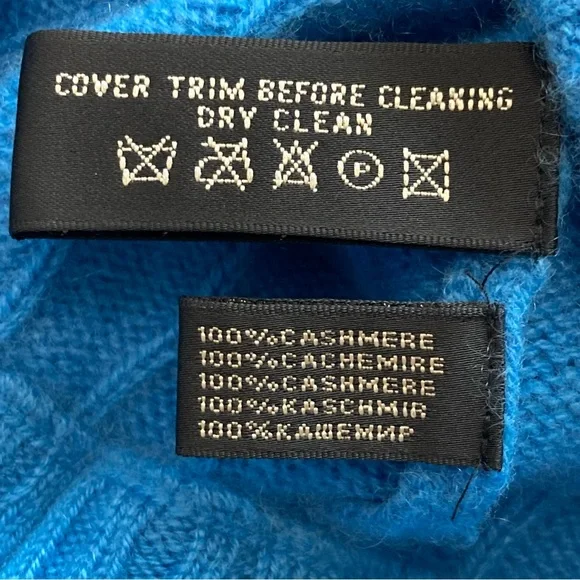 COVER TRIM BEFORE CLEANING
DRY CLEAN
P
100%CASHMERE
100%CACHEMIRE
100%CASHMERE
100%KASCHMIR
100%КАШЕМИР